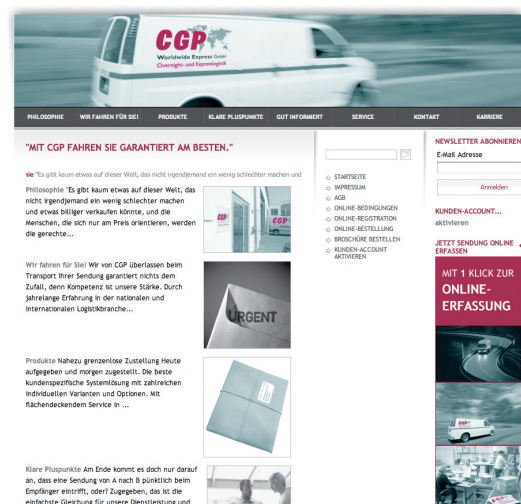 CGP
Worldwide Express GmbH
Overnight- und Expresslogistik
PHILOSOPHIE WIR FAHREN FÜR SIE! PRODUKTE KLARE PLUSPUNKTE GUT INFORMIERT SERVICE KONTAKT KARRIERE
"MIT CGP FAHREN SIE GARANTIERT AM BESTEN."
sie "Es gibt kaum etwas auf dieser Welt, das nicht irgendjemand ein wenig schlechter machen und
Philosophie "Es gibt kaum etwas auf dieser Welt, das
nicht irgendjemand ein wenig schlechter machen
und etwas billiger verkaufen könnte, und die
Menschen, die sich nur am Preis orientieren, werden
die gerechte...
CGP
CGP
Wir fahren für Sie! Wir von CGP überlassen beim
Transport Ihrer Sendung garantiert nichts dem
Zufall, denn Kompetenz ist unsere Stärke. Durch
jahrelange Erfahrung in der nationalen und
internationalen Logistikbranche...
URGENT
Produkte Nahezu grenzenlose Zustellung Heute
aufgegeben und morgen zugestellt. Die beste
kundenspezifische Systemlösung mit zahlreichen
individuellen Varianten und Optionen. Mit
flächendeckendem Service in ...
Klare Pluspunkte Am Ende kommt es doch nur darauf
an, dass eine Sendung von A nach B pünktlich beim
Empfänger eintrifft, oder? Zugegeben, das ist die
einfachste Gleichung für unsere Dienstleistung und
STARTSEITE
IMPRESSUM
AGB
ONLINE-BEDINGUNGEN
ONLINE-REGISTRATION
ONLINE-BESTELLUNG
BROSCHÜRE BESTELLEN
KUNDEN-ACCOUNT
AKTIVIEREN
NEWSLETTER ABONNIEREN
E-Mail Adresse
Anmelden
KUNDEN-ACCOUNT...
aktivieren
JETZT SENDUNG ONLINE
ERFASSEN
MIT 1 KLICK ZUR
ONLINE-
ERFASSUNG
CGP